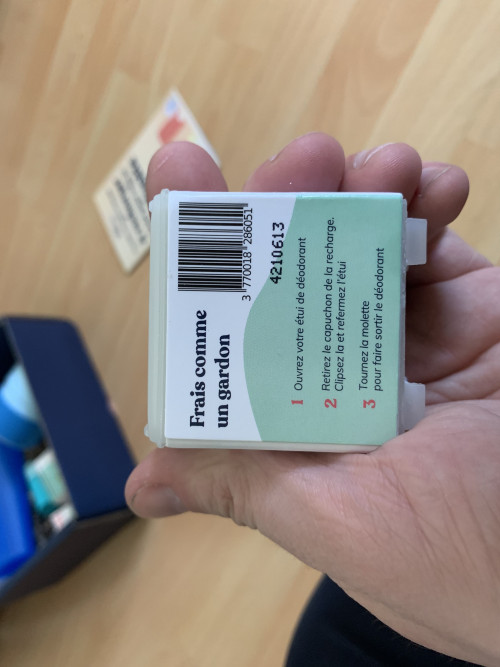 Frais comme
un gardon
3 770018 286051
4210613
1 Ouvrez votre étui de déodorant
2 Retirez le capuchon de la recharge.
Clipsez la et refermez l'étui
3 Tournez la molette
pour faire sortir le déodorant